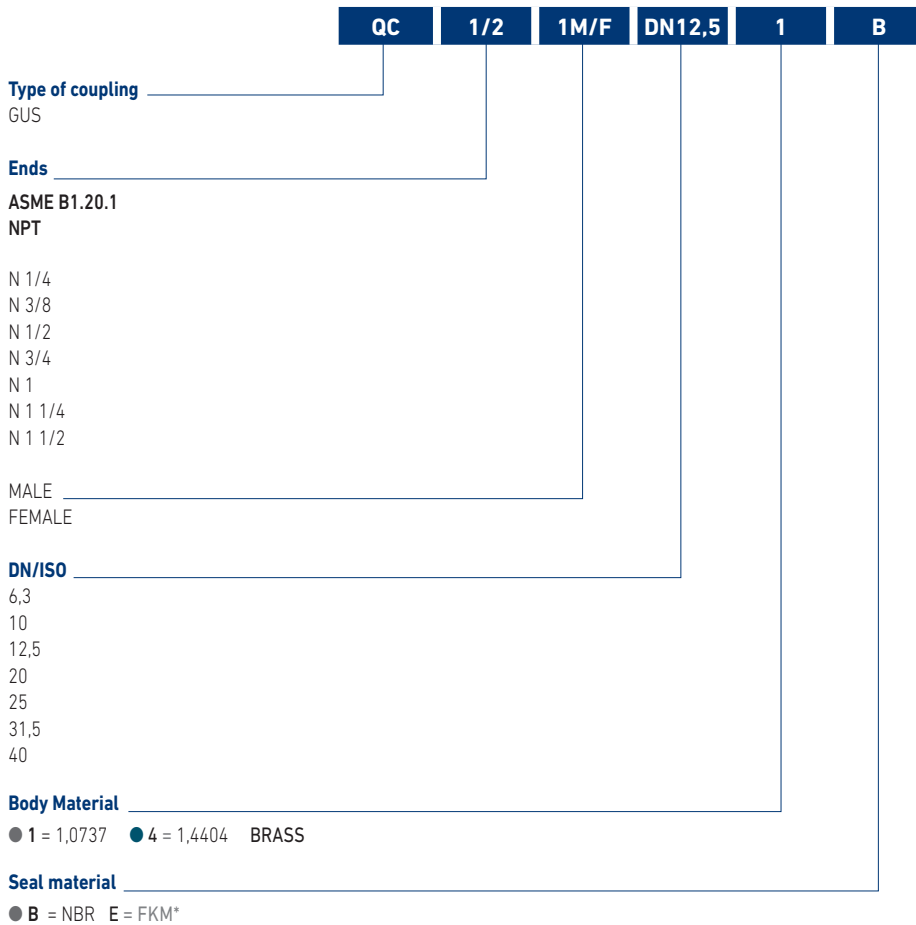 QC 1/2 1M/F DN12,5 1 B
Type of coupling
GUS
Ends
ASME B1.20.1
NPT
N 1/4
N 3/8
N 1/2
N 3/4
N 1
N 1 1/4
N 1 1/2
MALE
FEMALE
DN/ISO
6,3
10
12,5
20
25
31,5
40
Body Material
1 = 1,0737 4 = 1,4404 BRASS
Seal material
B = NBR E = FKM*